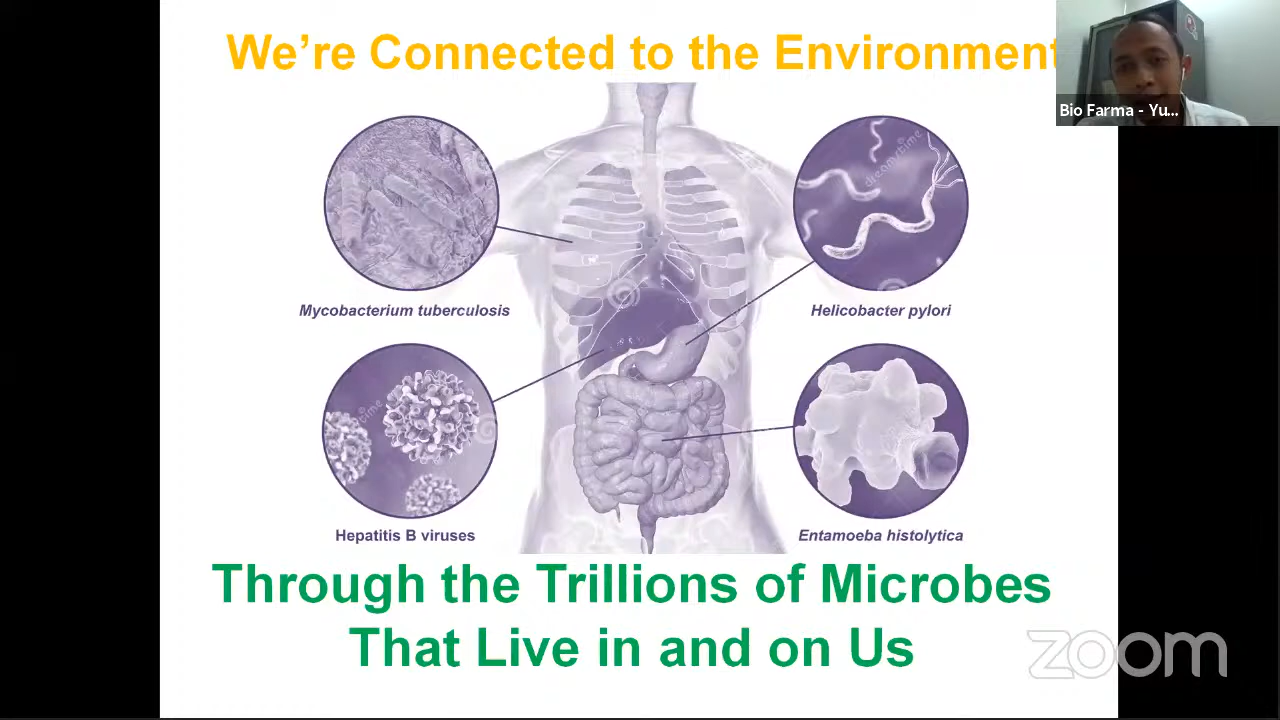 We're Connected to the Environment
Bio Farma - Yu...
Mycobacterium tuberculosis
Helicobacter pylori
Hepatitis B viruses
Entamoeba histolytica
Through the Trillions of Microbes
That Live in and on Us
zoom